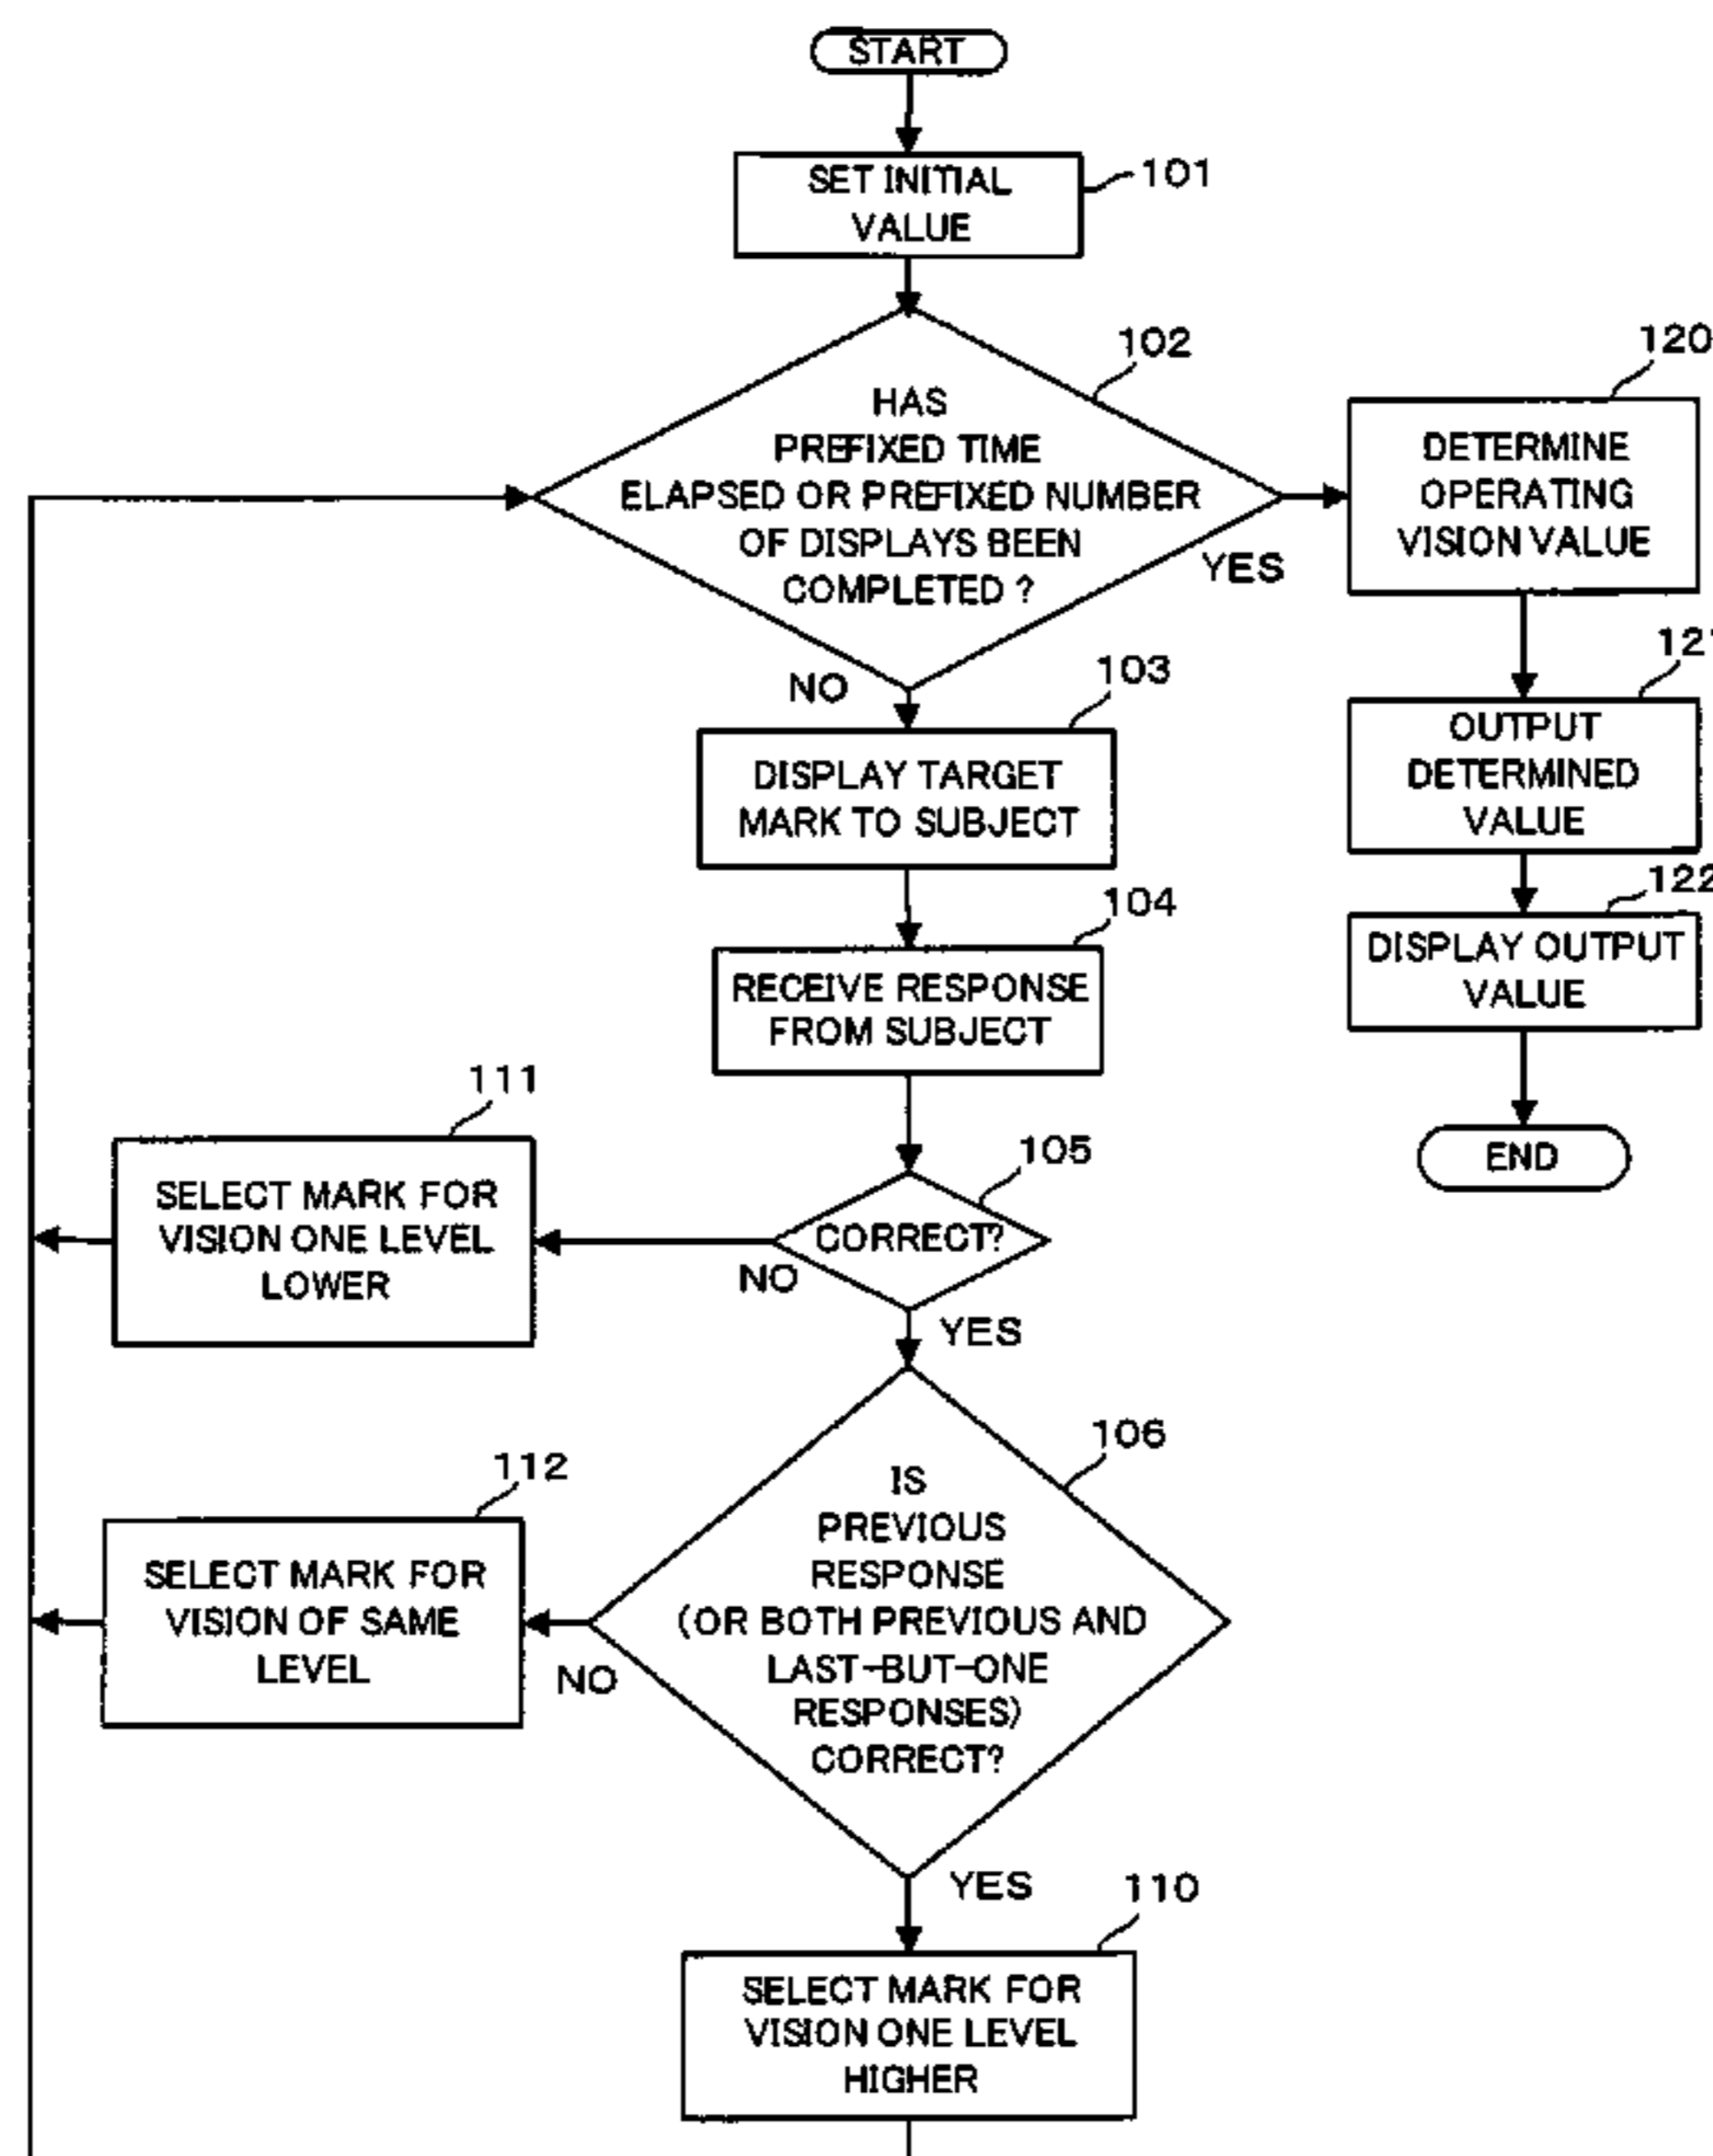 START
101
SET INITIAL
VALUE
102
HAS
PREFIXED TIME
ELAPSED OR PREFIXED NUMBER
OF DISPLAYS BEEN
COMPLETED ?
YES
NO
120
DETERMINE
OPERATING
VISION VALUE
121
OUTPUT
DETERMINED
VALUE
122
DISPLAY OUTPUT
VALUE
END
103
DISPLAY TARGET
MARK TO SUBJECT
104
RECEIVE RESPONSE
FROM SUBJECT
105
CORRECT?
NO
YES
111
SELECT MARK FOR
VISION ONE LEVEL
LOWER
106
IS
PREVIOUS
RESPONSE
(OR BOTH PREVIOUS AND
LAST-BUT-ONE
RESPONSES)
CORRECT?
NO
YES
112
SELECT MARK FOR
VISION OF SAME
LEVEL
110
SELECT MARK FOR
VISION ONE LEVEL
HIGHER